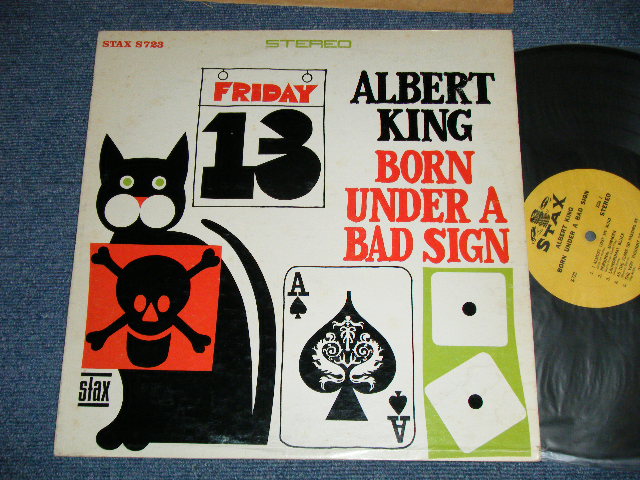 STAX S723
STEREO
FRIDAY
13
ALBERT
KING
BORN
UNDER A
BAD SIGN
A
A
stax
STAX
ALBERT KING
BORN UNDER A BAD SIGN
STEREO